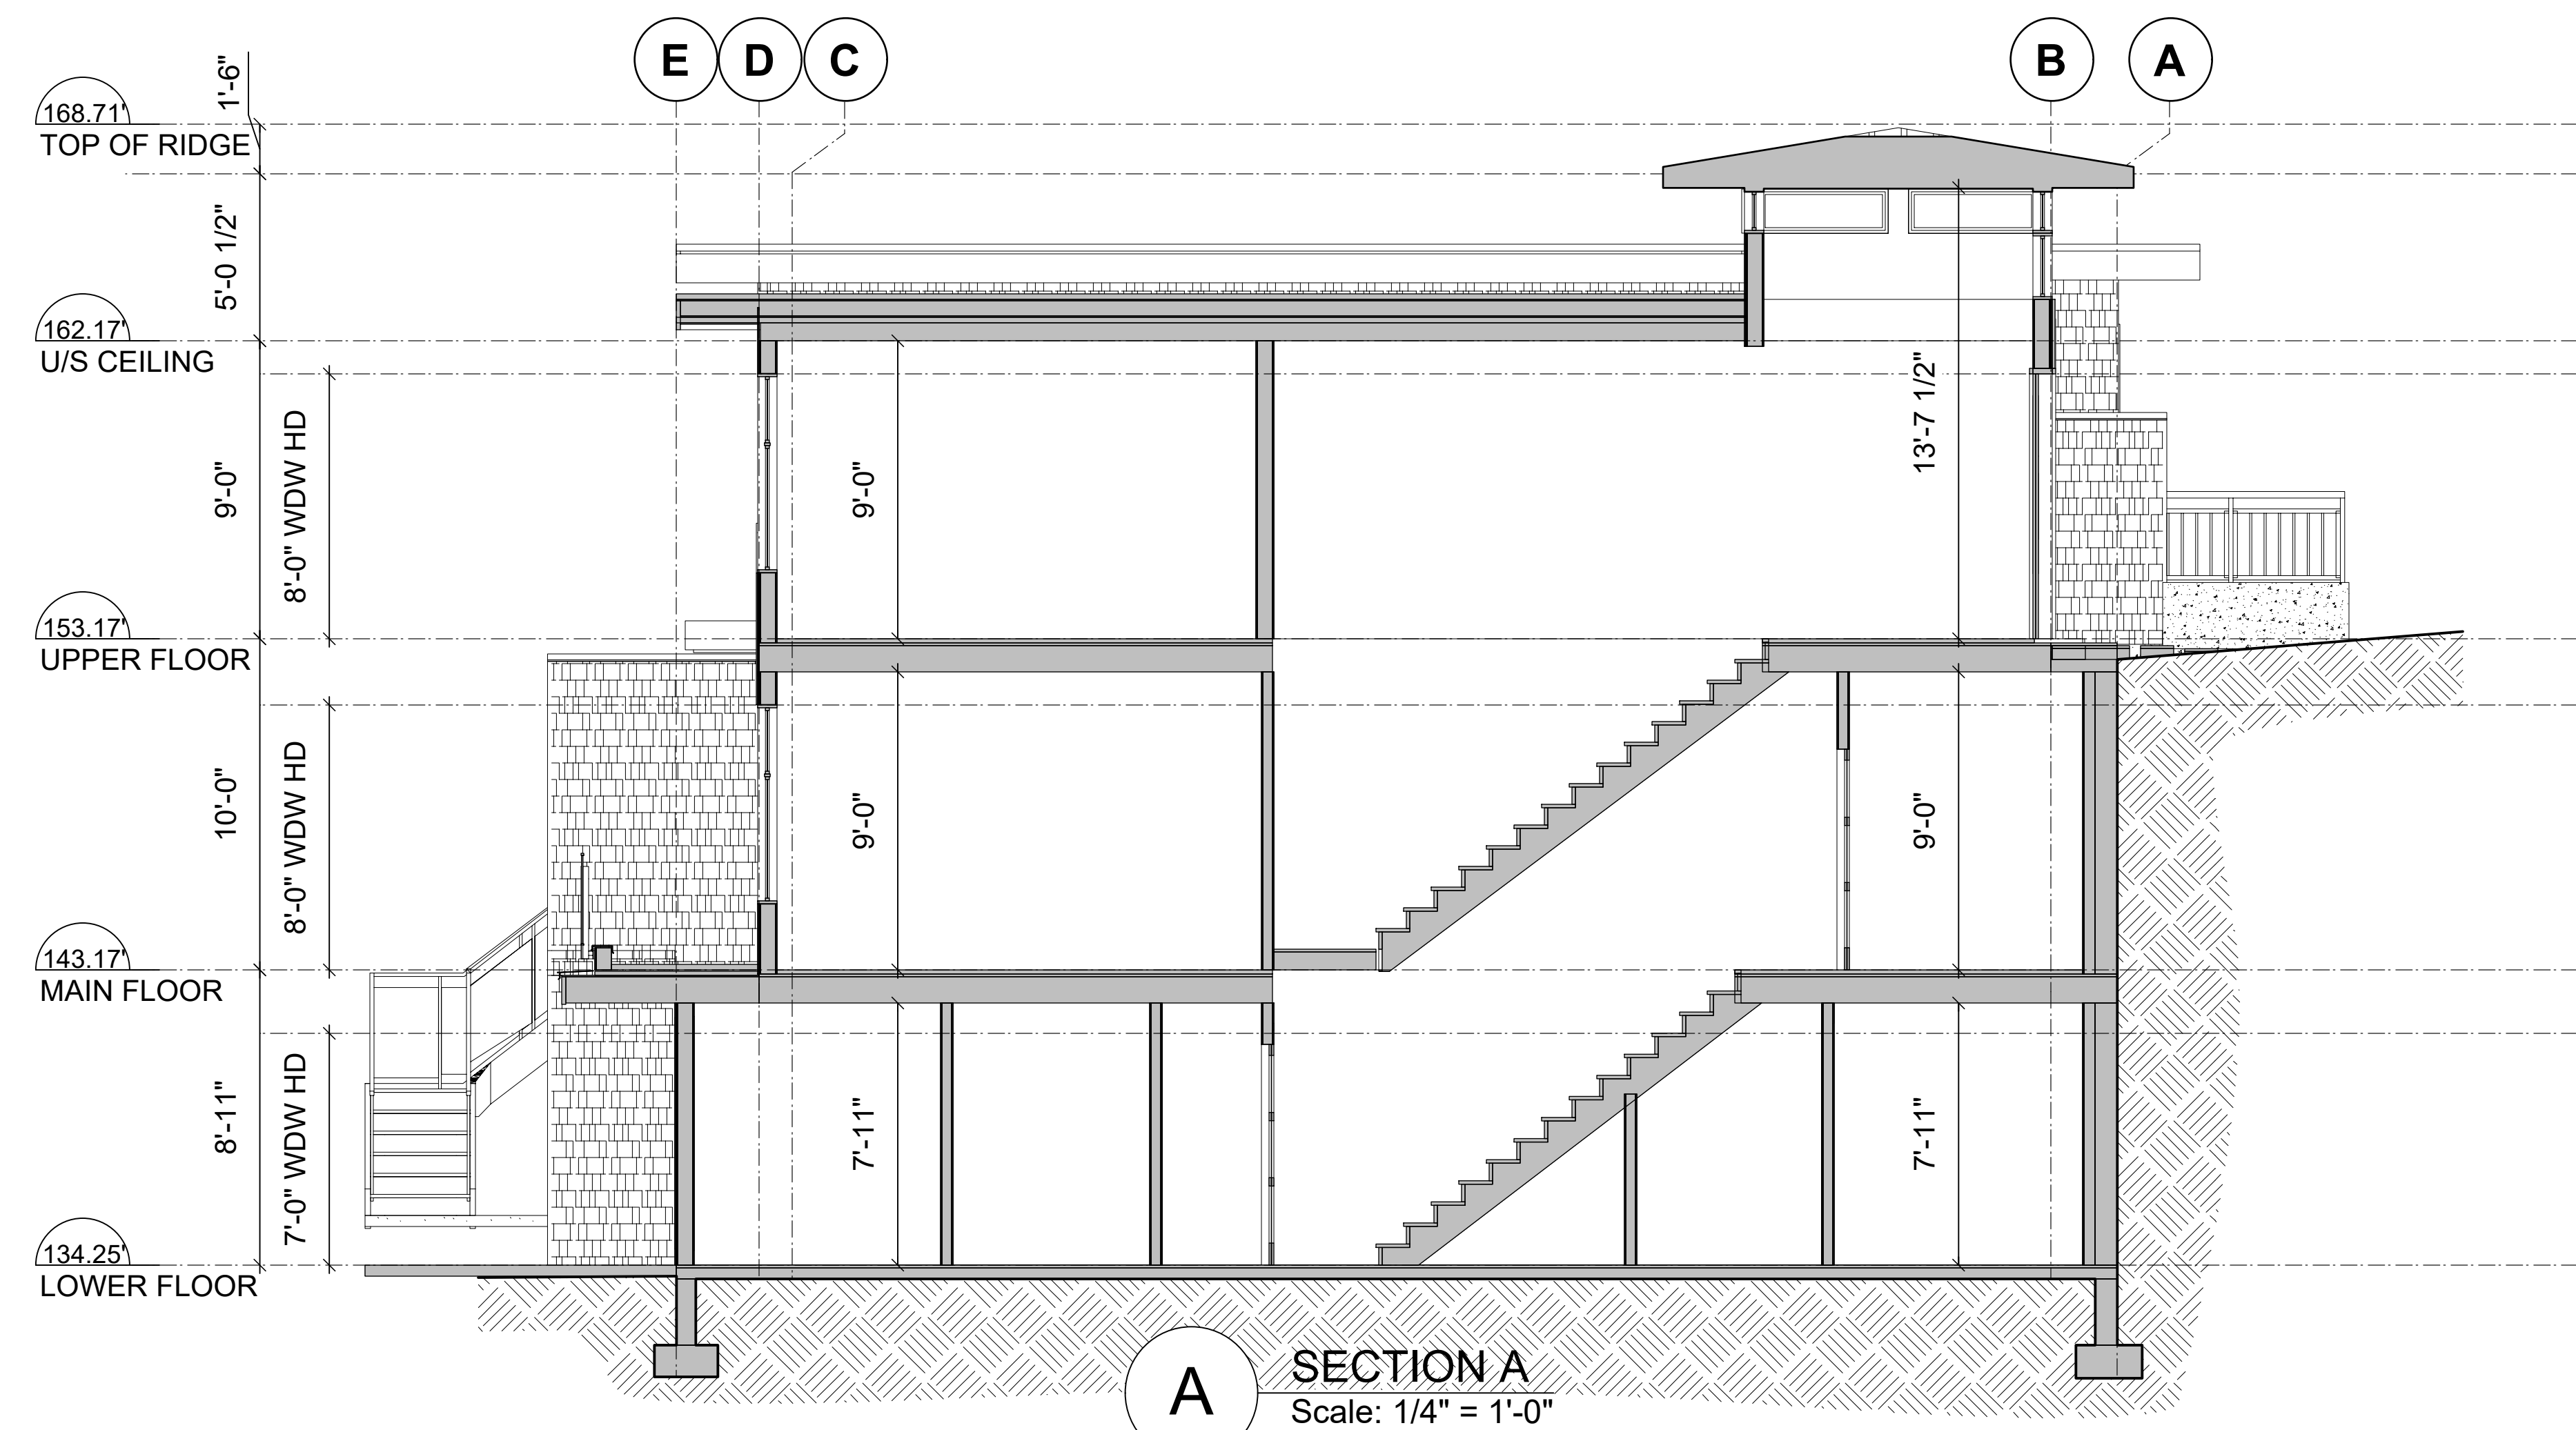 E D C B A
1'-6"
168.71'
TOP OF RIDGE
5'-0 1/2"
162.17'
U/S CEILING
13'-7 1/2"
9'-0"
8'-0" WDW HD
9'-0"
153.17'
UPPER FLOOR
10'-0"
8'-0" WDW HD
9'-0"
9'-0"
143.17'
MAIN FLOOR
8'-11"
7'-0" WDW HD
7'-11"
7'-11"
134.25'
LOWER FLOOR
A
SECTION A
Scale: 1/4" = 1'-0"